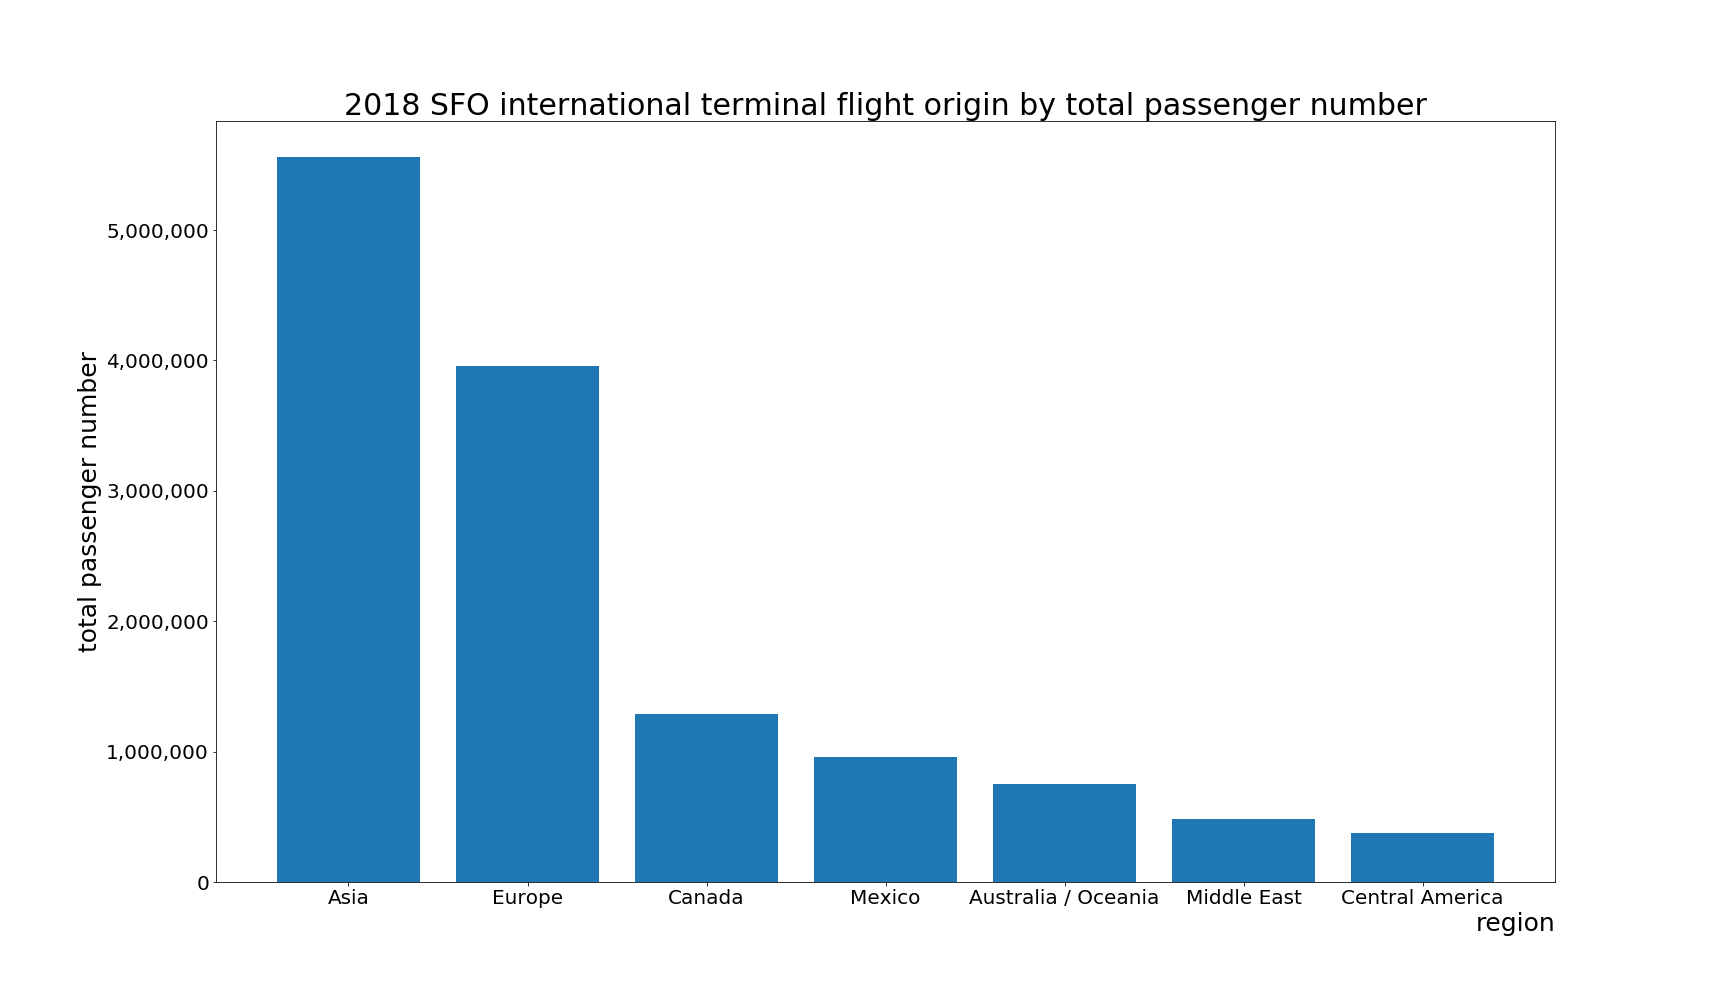 2018 SFO international terminal flight origin by total passenger number
total passenger number
5,000,000
4,000,000
3,000,000
2,000,000
1,000,000
0
Asia Europe Canada Mexico Australia / Oceania Middle East Central America
region